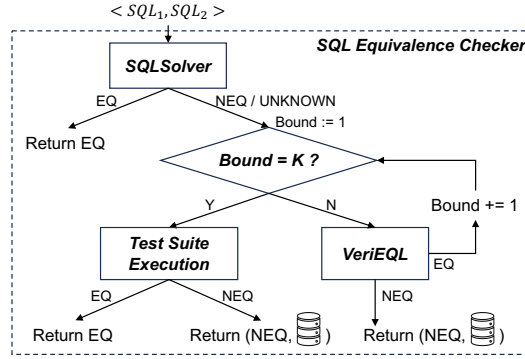 < SQL₁, SQL₂ >
SQL Equivalence Checker
SQLSolver
EQ
NEQ / UNKNOWN
Return EQ
Bound := 1
Bound = K ?
Y
N
Bound += 1
Test Suite
Execution
VeriEQL
EQ
EQ
NEQ
NEQ
Return EQ
Return (NEQ, )
Return (NEQ, )